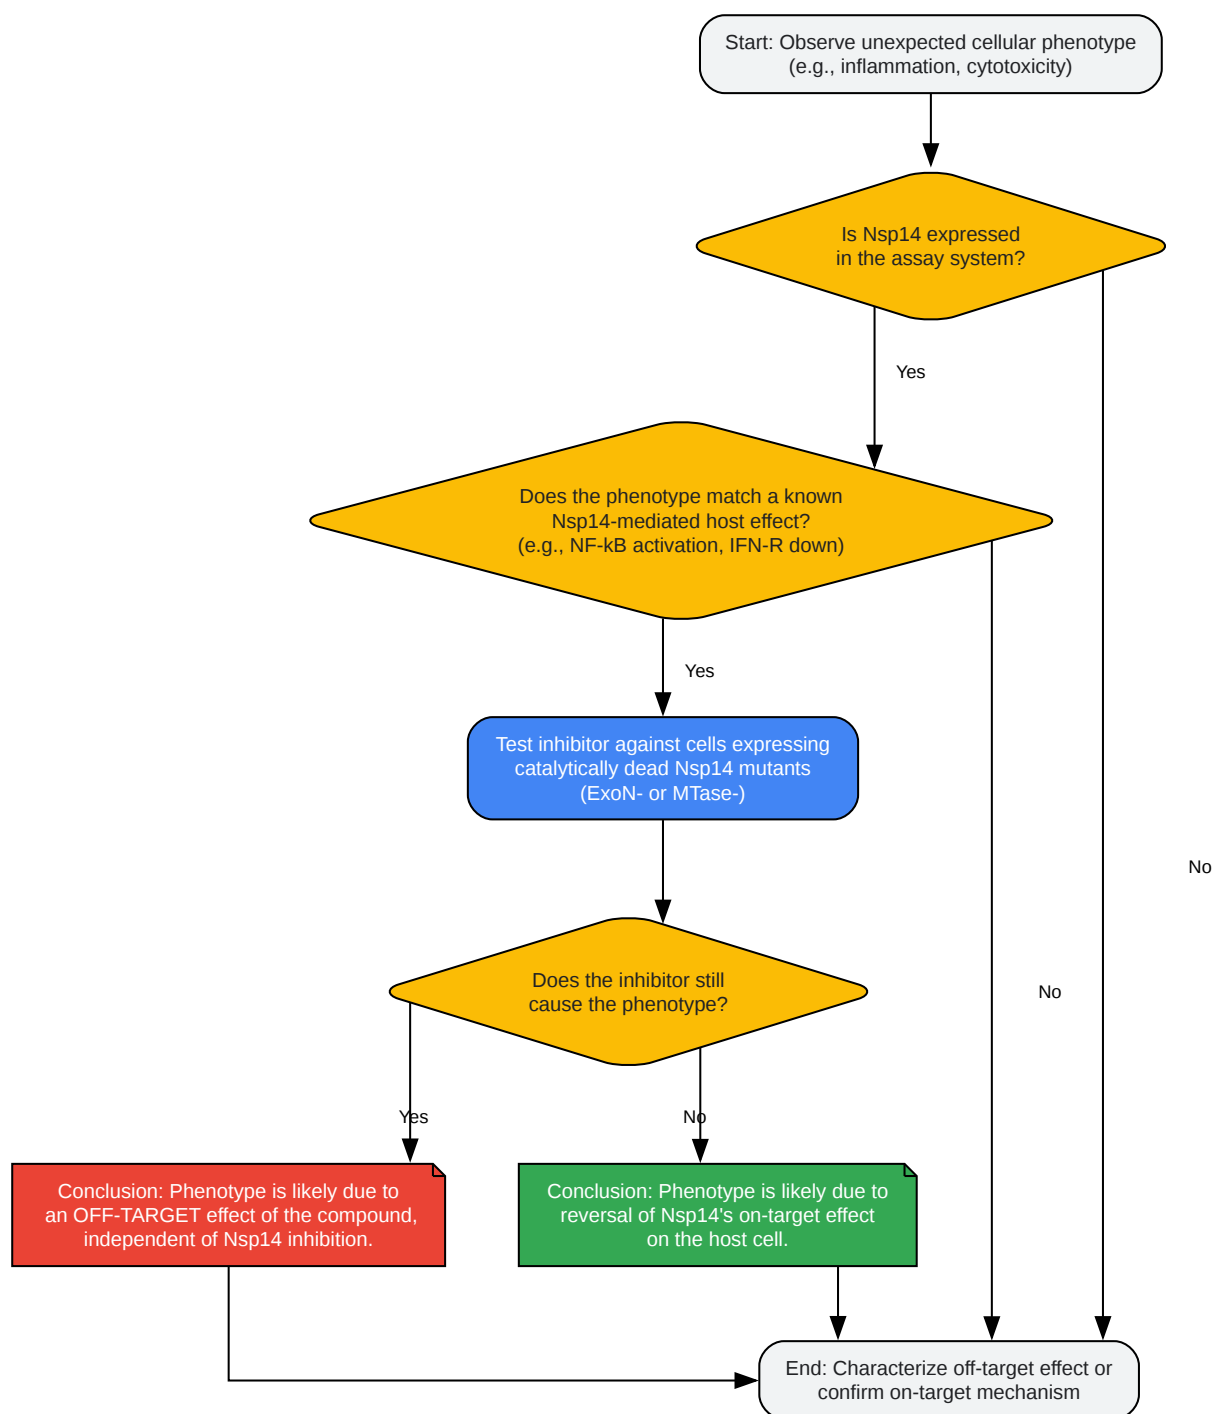 Start: Observe unexpected cellular phenotype
(e.g., inflammation, cytotoxicity)
Is Nsp14 expressed
in the assay system?
Yes
Does the phenotype match a known
Nsp14-mediated host effect?
(e.g., NF-kB activation, IFN-R down)
Yes
Test inhibitor against cells expressing
catalytically dead Nsp14 mutants
(ExoN- or MTase-)
No
Does the inhibitor still
cause the phenotype?
No
Yes
No
Conclusion: Phenotype is likely due to
an OFF-TARGET effect of the compound,
independent of Nsp14 inhibition.
Conclusion: Phenotype is likely due to
reversal of Nsp14's on-target effect
on the host cell.
End: Characterize off-target effect or
confirm on-target mechanism